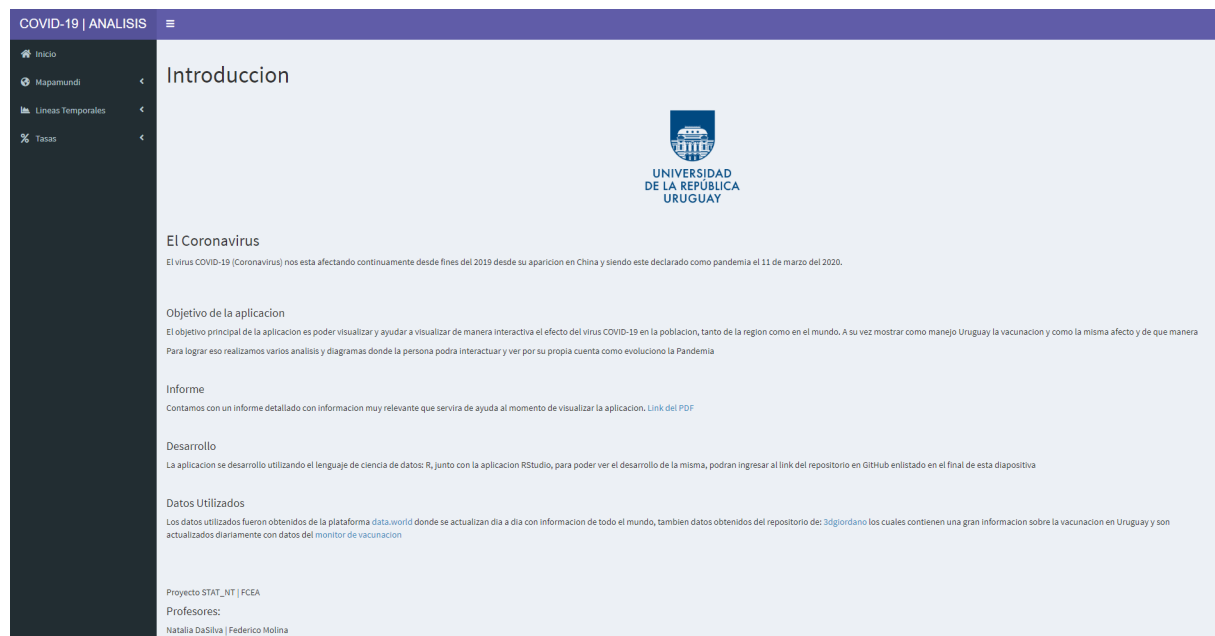 COVID-19 | ANALISIS
Inicio
Mapamundi
Lineas Temporales
Tasas
Introduccion
UNIVERSIDAD
DE LA REPÚBLICA
URUGUAY
El Coronavirus
El virus COVID-19 (Coronavirus) nos esta afectando continuamente desde fines del 2019 desde su aparicion en China y siendo este declarado como pandemia el 11 de marzo del 2020.
Objetivo de la aplicacion
El objetivo principal de la aplicacion es poder visualizar y ayudar a visualizar de manera interactiva el efecto del virus COVID-19 en la poblacion, tanto de la region como en el mundo. A su vez mostrar como manejo Uruguay la vacunacion y como la misma afecto y de que manera
Para lograr eso realizamos varios analisis y diagramas donde la persona podra interactuar y ver por su propia cuenta como evoluciono la Pandemia
Informe
Contamos con un informe detallado con informacion muy relevante que servira de ayuda al momento de visualizar la aplicacion. Link del PDF
Desarrollo
La aplicacion se desarrollo utilizando el lenguaje de ciencia de datos: R, junto con la aplicacion RStudio, para poder ver el desarrollo de la misma, podran ingresar al link del repositorio en GitHub enlistado en el final de esta diapositiva
Datos Utilizados
Los datos utilizados fueron obtenidos de la plataforma data.world donde se actualizan dia a dia con informacion de todo el mundo, tambien datos obtenidos del repositorio de: 3dgiordano los cuales contienen una gran informacion sobre la vacunacion en Uruguay y son
actualizados diariamente con datos del monitor de vacunacion
Proyecto STAT_NT | FCEA
Profesores:
Natalia DaSilva | Federico Molina